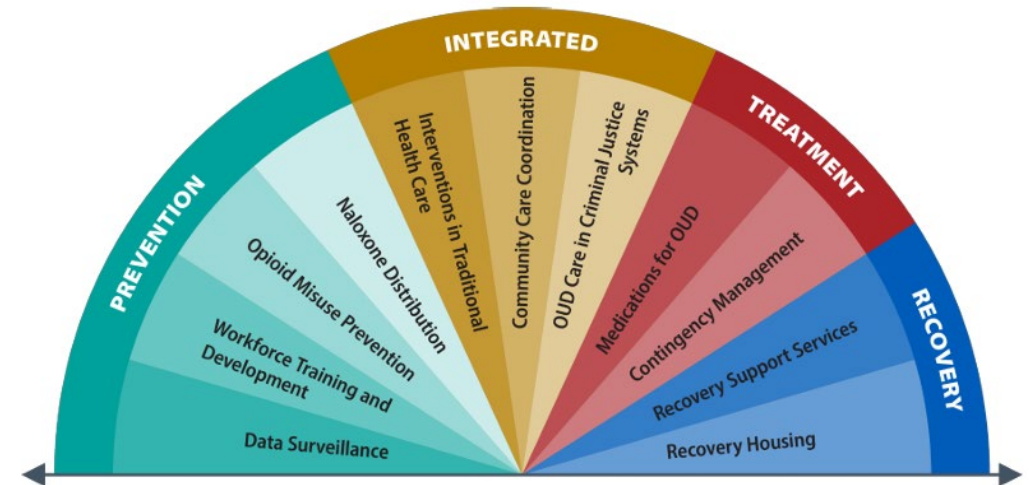 PREVENTION
Data Surveillance
Workforce Training and
Development
Opioid Misuse Prevention
Naloxone Distribution
INTEGRATED
Interventions in Traditional
Health Care
Community Care Coordination
OUD Care in Criminal Justice
Systems
TREATMENT
Medications for OUD
Contingency Management
RECOVERY
Recovery Support Services
Recovery Housing